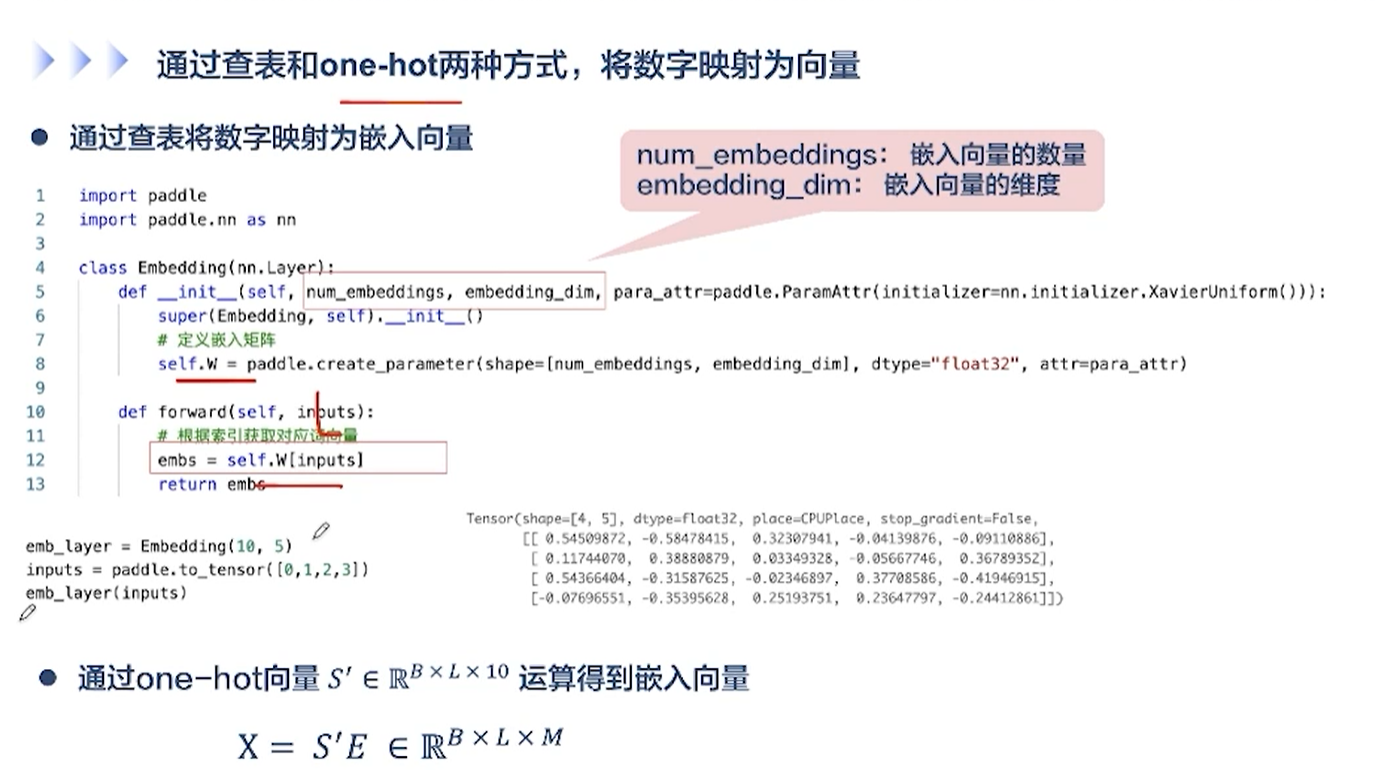 通过查表和one-hot两种方式，将数字映射为向量
● 通过查表将数字映射为嵌入向量
num_embeddings： 嵌入向量的数量
embedding_dim： 嵌入向量的维度
1 import paddle
2 import paddle.nn as nn
3
4 class Embedding(nn.Layer):
5     def __init__(self, num_embeddings, embedding_dim, para_attr=paddle.ParamAttr(initializer=nn.initializer.XavierUniform())):
6         super(Embedding, self).__init__()
7         # 定义嵌入矩阵
8         self.W = paddle.create_parameter(shape=[num_embeddings, embedding_dim], dtype="float32", attr=para_attr)
9
10     def forward(self, inputs):
11         # 根据索引获取对应词向量
12         embs = self.W[inputs]
13         return embs
emb_layer = Embedding(10, 5)
inputs = paddle.to_tensor([0,1,2,3])
emb_layer(inputs)
Tensor(shape=[4, 5], dtype=float32, place=CPUPlace, stop_gradient=False,
[[ 0.54509872, -0.58478415, 0.32307941, -0.04139876, -0.09110886],
[ 0.11744070, 0.38880879, 0.03349328, -0.05667746, 0.36789352],
[ 0.54366404, -0.31587625, -0.02346897, 0.37708586, -0.41946915],
[-0.07696551, -0.35395628, 0.25193751, 0.23647797, -0.24412861]])
● 通过one-hot向量 S′ ∈ ℝ^{B × L × 10} 运算得到嵌入向量
X = S′E ∈ ℝ^{B × L × M}